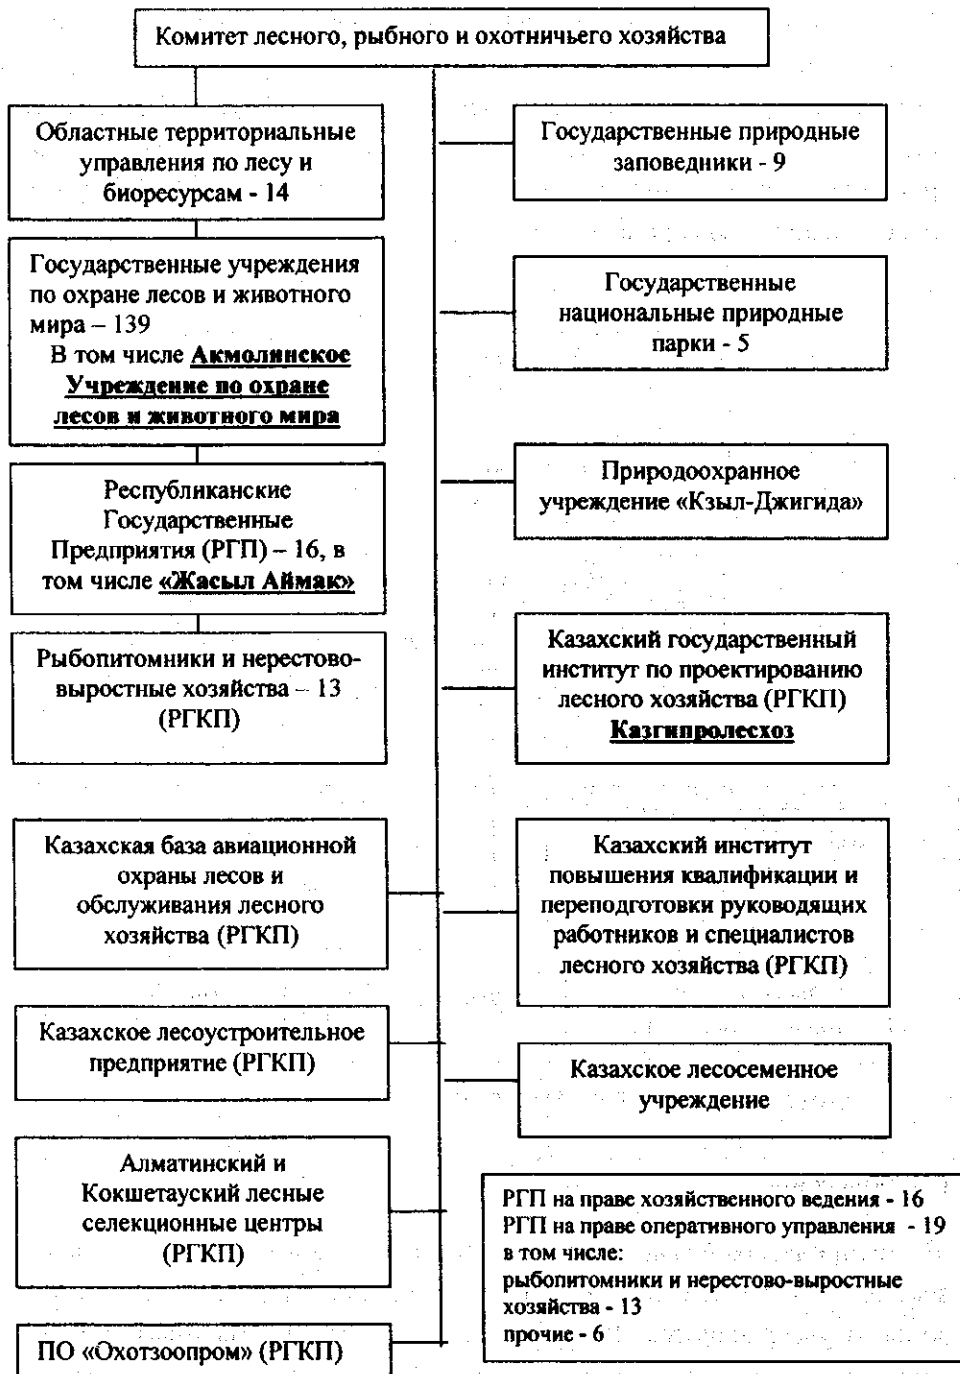 Комитет лесного, рыбного и охотничьего хозяйства
Областные территориальные
управления по лесу и
биоресурсам - 14
Государственные учреждения
по охране лесов и животного
мира – 139
В том числе Акмолинское
Учреждение по охране
лесов и животного мира
Республиканские
Государственные
Предприятия (РГП) – 16, в
том числе «Жасыл Аймак»
Рыбопитомники и нерестово-
выростные хозяйства – 13
(РГКП)
Казахская база авиационной
охраны лесов и
обслуживания лесного
хозяйства (РГКП)
Казахское лесоустроительное
предприятие (РГКП)
Алматинский и
Кокшетауский лесные
селекционные центры
(РГКП)
ПО «Охотзоопром» (РГКП)
Государственные природные
заповедники - 9
Государственные
национальные природные
парки - 5
Природоохранное
учреждение «Кзыл-Джигида»
Казахский государственный
институт по проектированию
лесного хозяйства (РГКП)
Казгипролесхоз
Казахский институт
повышения квалификации и
переподготовки руководящих
работников и специалистов
лесного хозяйства (РГКП)
Казахское лесосеменное
учреждение
РГП на праве хозяйственного ведения - 16
РГП на праве оперативного управления - 19
в том числе:
рыбопитомники и нерестово-выростные
хозяйства - 13
прочие - 6